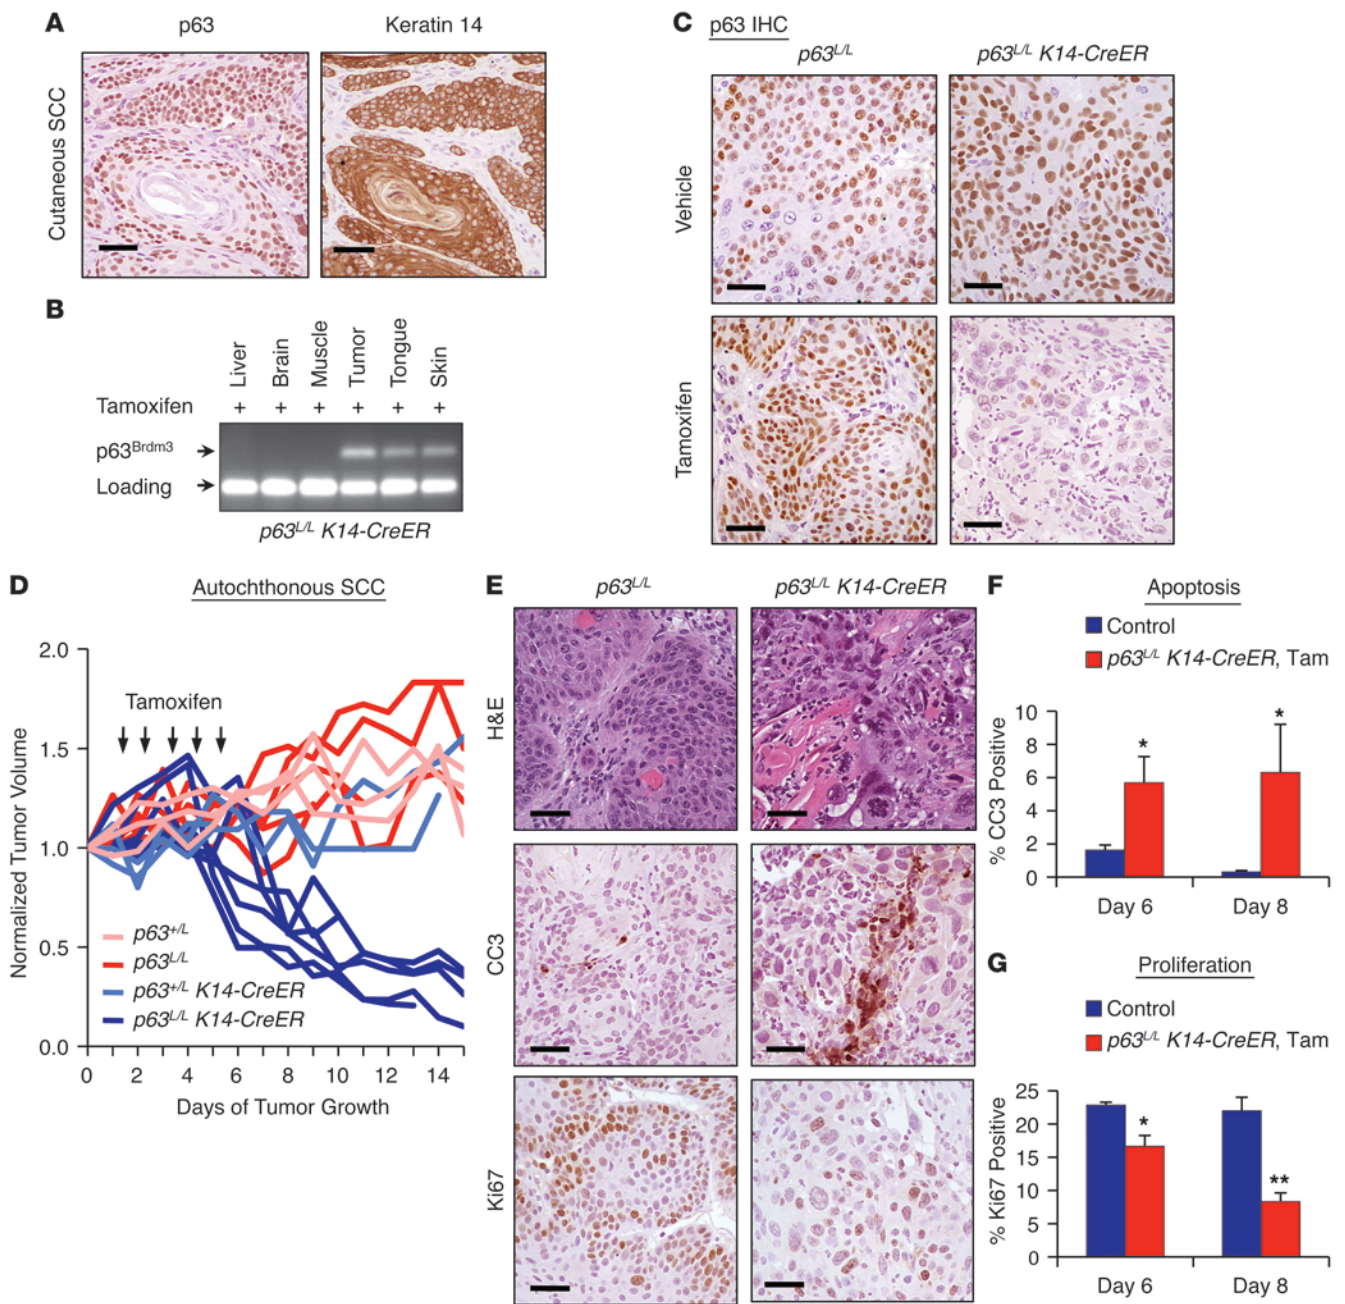 A
p63
Keratin 14
Cutaneous SCC
B
Liver
Brain
Muscle
Tumor
Tongue
Skin
Tamoxifen + + + + + +
p63Brdm3
Loading
p63L/L K14-CreER
C
p63 IHC
p63L/L
p63L/L K14-CreER
Vehicle
Tamoxifen
D
Autochthonous SCC
Normalized Tumor Volume
2.0
1.5
1.0
0.5
0.0
Tamoxifen
p63+/L
p63L/L
p63+/L K14-CreER
p63L/L K14-CreER
0 2 4 6 8 10 12 14
Days of Tumor Growth
E
p63L/L
p63L/L K14-CreER
H&E
CC3
Ki67
F
Apoptosis
Control
p63L/L K14-CreER, Tam
% CC3 Positive
10
8
6
4
2
0
*
*
Day 6
Day 8
G
Proliferation
Control
p63L/L K14-CreER, Tam
% Ki67 Positive
25
20
15
10
5
0
*
**
Day 6
Day 8